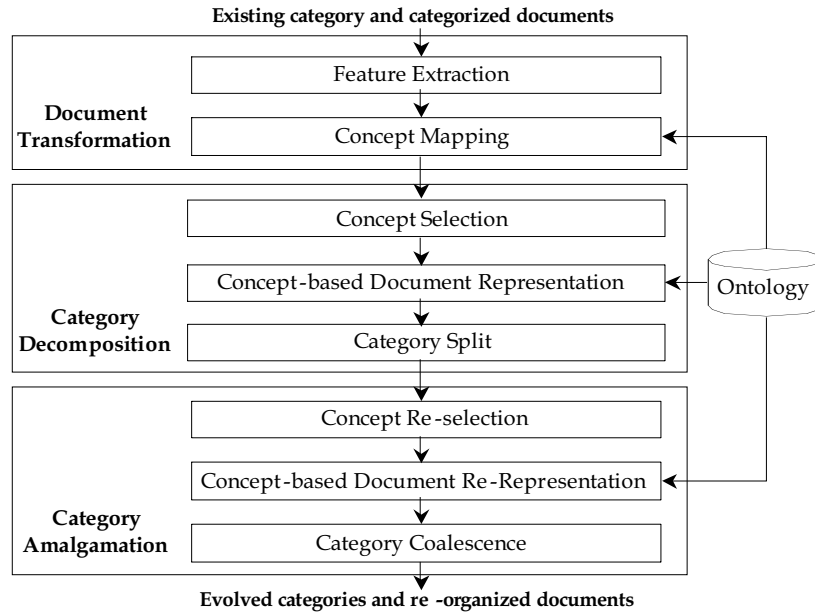 Existing category and categorized documents
Feature Extraction
Document
Transformation
Concept Mapping
Concept Selection
Concept-based Document Representation
Ontology
Category
Decomposition
Category Split
Concept Re-selection
Concept-based Document Re-Representation
Category
Amalgamation
Category Coalescence
Evolved categories and re-organized documents